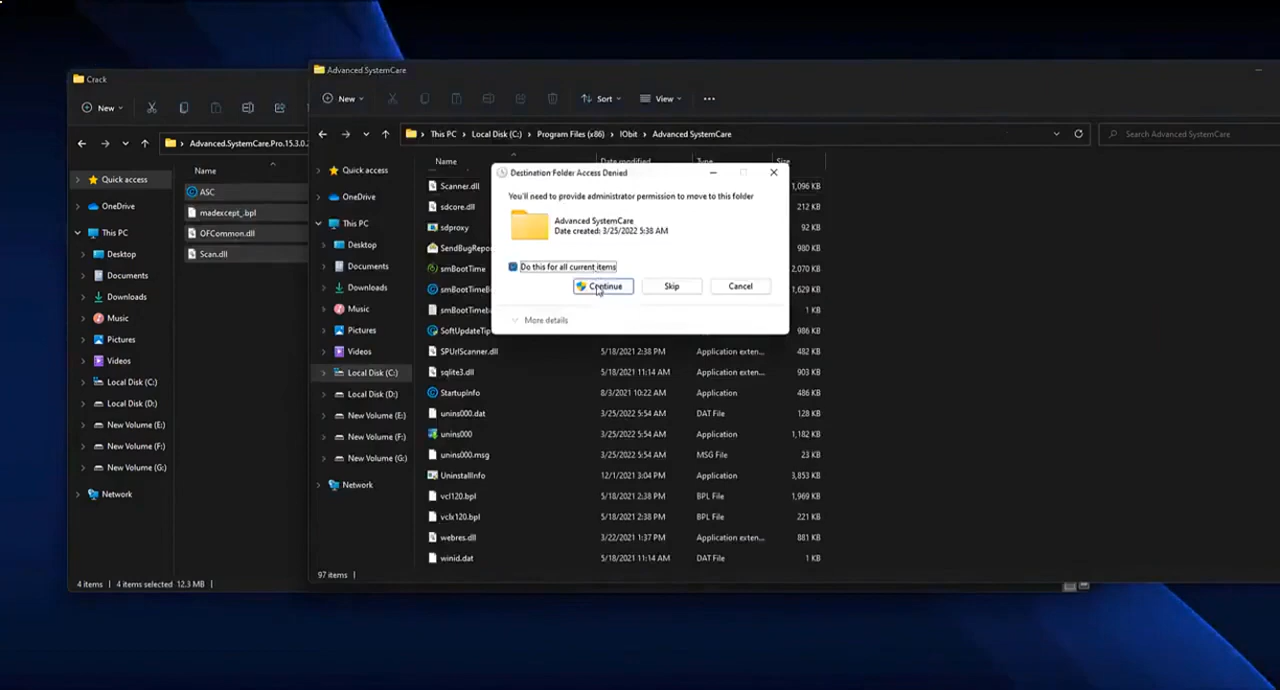 Crack
New
Advanced.SystemCare.Pro.15.3.0.
Name
Quick access
OneDrive
This PC
Desktop
Documents
Downloads
Music
Pictures
Videos
Local Disk (C:)
Local Disk (D:)
New Volume (E:)
New Volume (F:)
New Volume (G:)
Network
ASC
madexcept_.bpl
OFCommon.dll
Scan.dll
4 items | 4 items selected 12.3 MB |
Advanced SystemCare
New Sort View
This PC > Local Disk (C:) > Program Files (x86) > IObit > Advanced SystemCare
Search Advanced SystemCare
Quick access
OneDrive
This PC
Desktop
Documents
Downloads
Music
Pictures
Videos
Local Disk (C:)
Local Disk (D:)
New Volume (E:)
New Volume (F:)
New Volume (G:)
Network
Name Date modified Type Size
Scanner.dll 1,096 KB
sdcore.dll 212 KB
sdproxy 92 KB
SendBugRepo 980 KB
smBootTime 2,070 KB
smBootTimeB 1,629 KB
smBootTimeb 1 KB
SoftUpdateTip 986 KB
SPUrlScanner.dll 5/18/2021 2:38 PM Application exten... 482 KB
sqlite3.dll 5/18/2021 11:14 AM Application exten... 903 KB
StartupInfo 8/3/2021 10:22 AM Application 486 KB
unins000.dat 3/25/2022 5:54 AM DAT File 128 KB
unins000 3/25/2022 5:54 AM Application 1,182 KB
unins000.msg 3/25/2022 5:54 AM MSG File 23 KB
UninstallInfo 12/1/2021 3:04 PM Application 3,853 KB
vcl120.bpl 5/18/2021 2:38 PM BPL File 1,969 KB
vclx120.bpl 5/18/2021 2:38 PM BPL File 221 KB
webres.dll 3/22/2021 1:37 PM Application exten... 881 KB
winid.dat 5/18/2021 11:14 AM DAT File 1 KB
97 items |
Destination Folder Access Denied
You'll need to provide administrator permission to move to this folder
Advanced SystemCare
Date created: 3/25/2022 5:38 AM
Do this for all current items
Continue Skip Cancel
More details